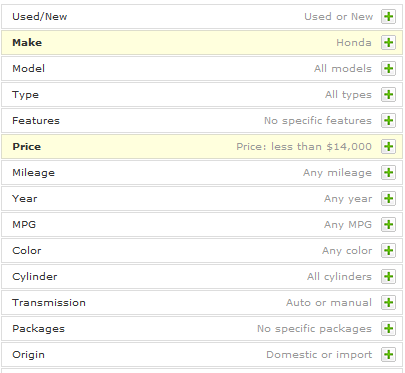 Used/New Used or New
Make Honda
Model All models
Type All types
Features No specific features
Price Price: less than $14,000
Mileage Any mileage
Year Any year
MPG Any MPG
Color Any color
Cylinder All cylinders
Transmission Auto or manual
Packages No specific packages
Origin Domestic or import